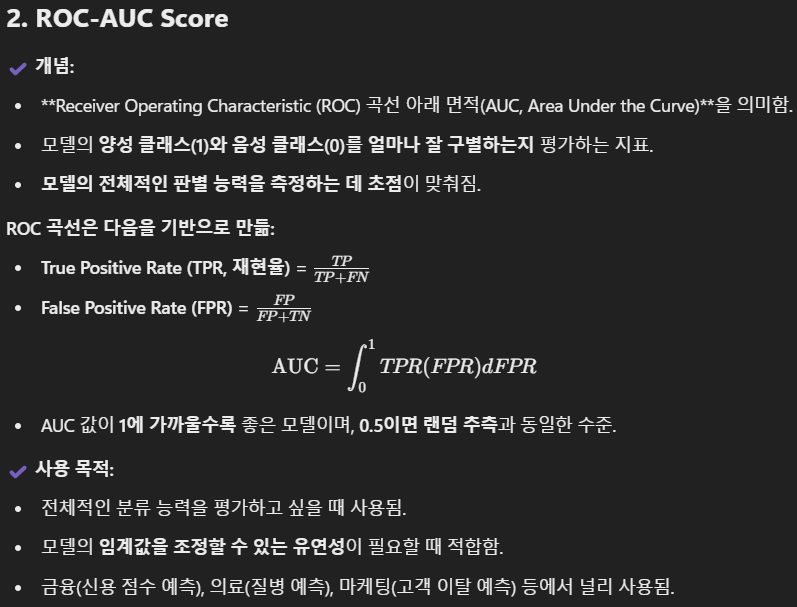 2. ROC-AUC Score
✔ 개념:
• **Receiver Operating Characteristic (ROC) 곡선 아래 면적(AUC, Area Under the Curve)**을 의미함.
• 모델의 양성 클래스(1)와 음성 클래스(0)를 얼마나 잘 구별하는지 평가하는 지표.
• 모델의 전체적인 판별 능력을 측정하는 데 초점이 맞춰짐.
ROC 곡선은 다음을 기반으로 만듦:
• True Positive Rate (TPR, 재현율) = \frac{TP}{TP+FN}
• False Positive Rate (FPR) = \frac{FP}{FP+TN}
AUC = \int_0^1 TPR(FPR)dFPR
• AUC 값이 1에 가까울수록 좋은 모델이며, 0.5이면 랜덤 추측과 동일한 수준.
✔ 사용 목적:
• 전체적인 분류 능력을 평가하고 싶을 때 사용됨.
• 모델의 임계값을 조정할 수 있는 유연성이 필요할 때 적합함.
• 금융(신용 점수 예측), 의료(질병 예측), 마케팅(고객 이탈 예측) 등에서 널리 사용됨.